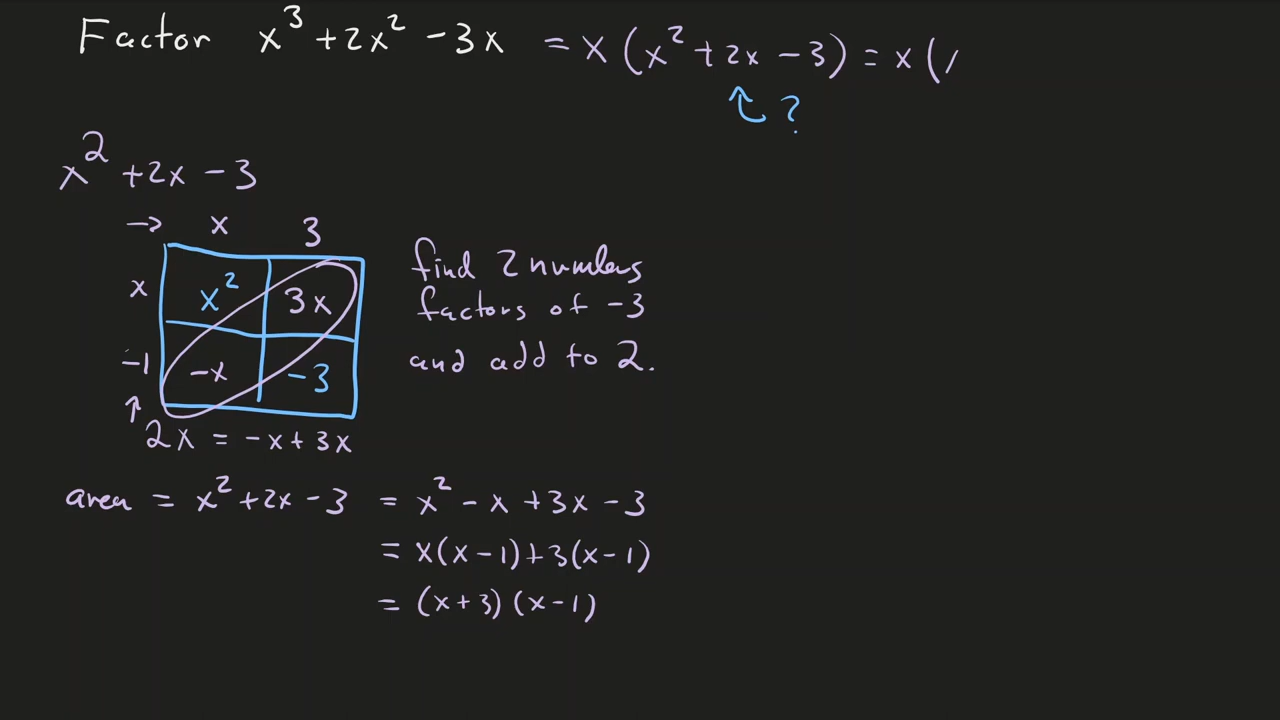 Factor x³ + 2x² - 3x = x(x² + 2x - 3) = x(
?
x² + 2x - 3
→ x 3
x x² 3x
-1 -x -3
↑
2x = -x + 3x
find 2 numbers
factors of -3
and add to 2.
area = x² + 2x - 3 = x² - x + 3x - 3
= x(x - 1) + 3(x - 1)
= (x + 3)(x - 1)